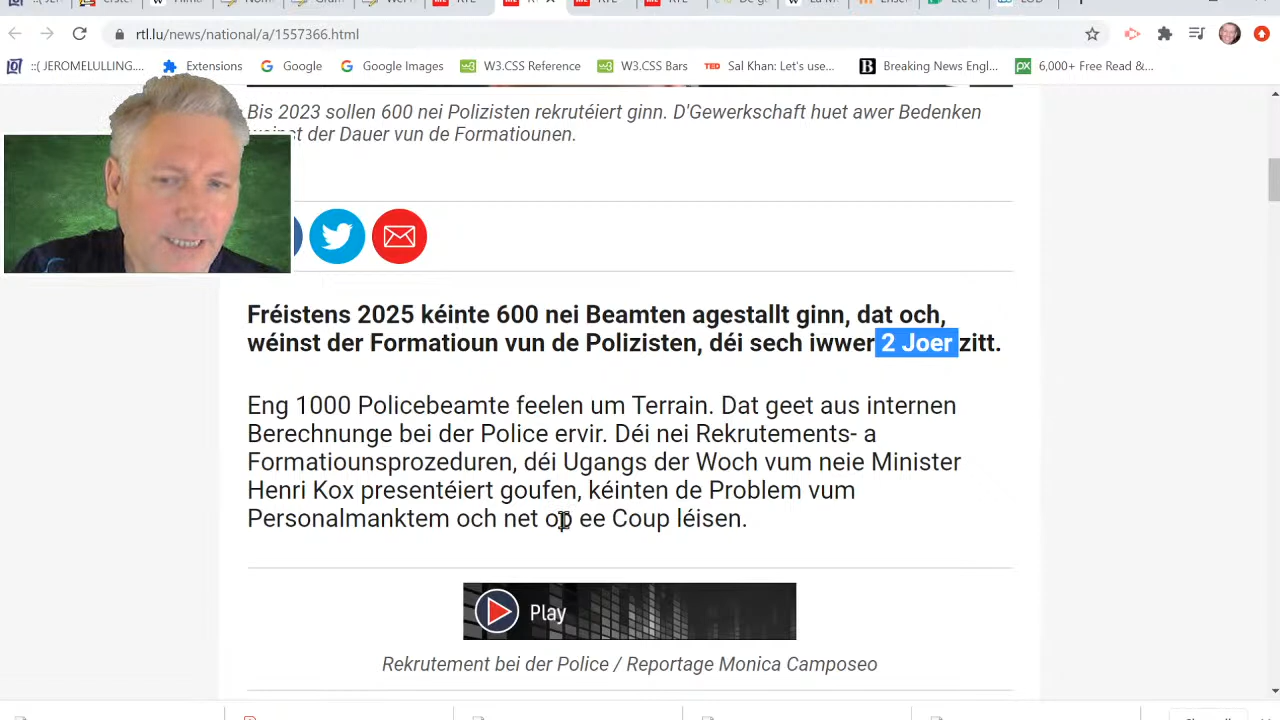 rtl.lu/news/national/a/1557366.html
::( JEROMELULLING.... Extensions Google Google Images W3.CSS Reference W3.CSS Bars TED Sal Khan: Let's use... B Breaking News Engl... px 6,000+ Free Read &...
Bis 2023 sollen 600 nei Polizisten rekrutéiert ginn. D'Gewerkschaft huet awer Bedenken
der Dauer vun de Formatiounen.
Fréistens 2025 kéinte 600 nei Beamten agestallt ginn, dat och,
wéinst der Formatioun vun de Polizisten, déi sech iwwer 2 Joer zitt.
Eng 1000 Policebeamte feelen um Terrain. Dat geet aus internen
Berechnunge bei der Police ervir. Déi nei Rekrutements- a
Formatiounsprozeduren, déi Ugangs der Woch vum neie Minister
Henri Kox presentéiert goufen, kéinten de Problem vum
Personalmanktem och net op ee Coup léisen.
Play
Rekrutement bei der Police / Reportage Monica Camposeo